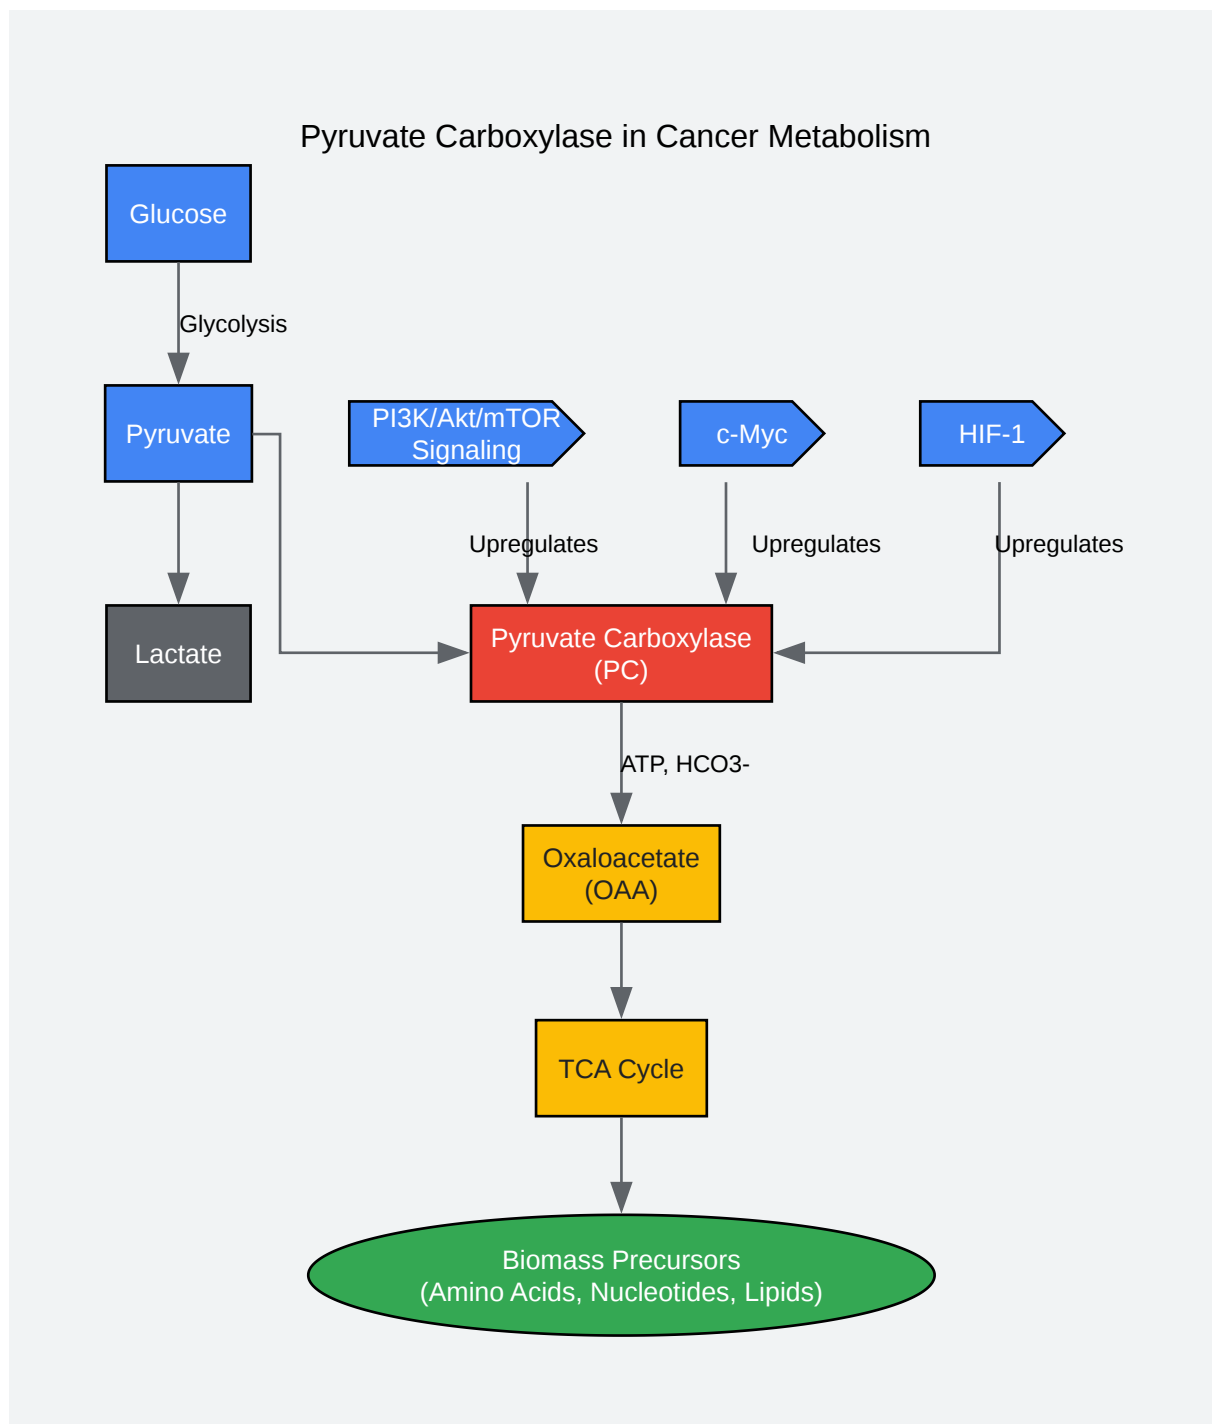 Pyruvate Carboxylase in Cancer Metabolism
Glucose
Glycolysis
Pyruvate
PI3K/Akt/mTOR
Signaling
c-Myc
HIF-1
Upregulates
Upregulates
Upregulates
Lactate
Pyruvate Carboxylase
(PC)
ATP, HCO3-
Oxaloacetate
(OAA)
TCA Cycle
Biomass Precursors
(Amino Acids, Nucleotides, Lipids)